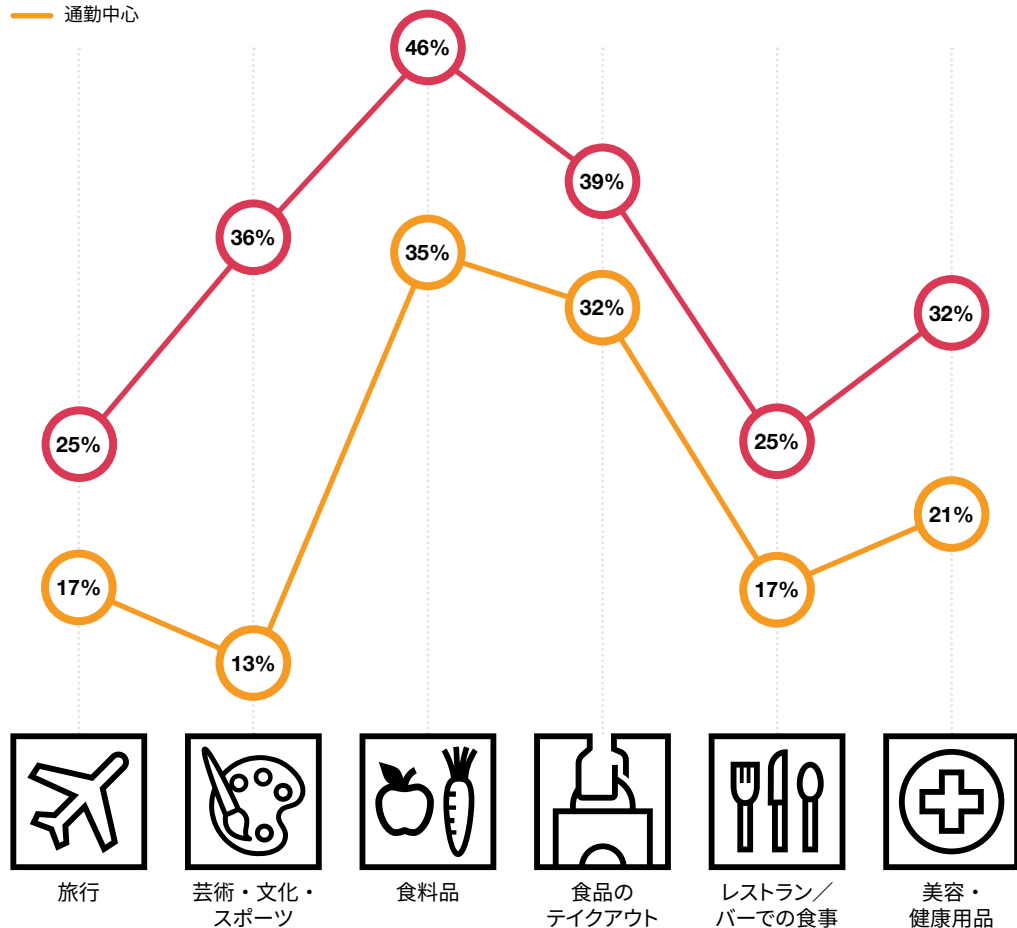 通勤中心
46%
39%
36%
35%
32%
32%
25%
25%
21%
17%
17%
13%
旅行
芸術・文化・
スポーツ
食料品
食品の
テイクアウト
レストラン／
バーでの食事
美容・
健康用品